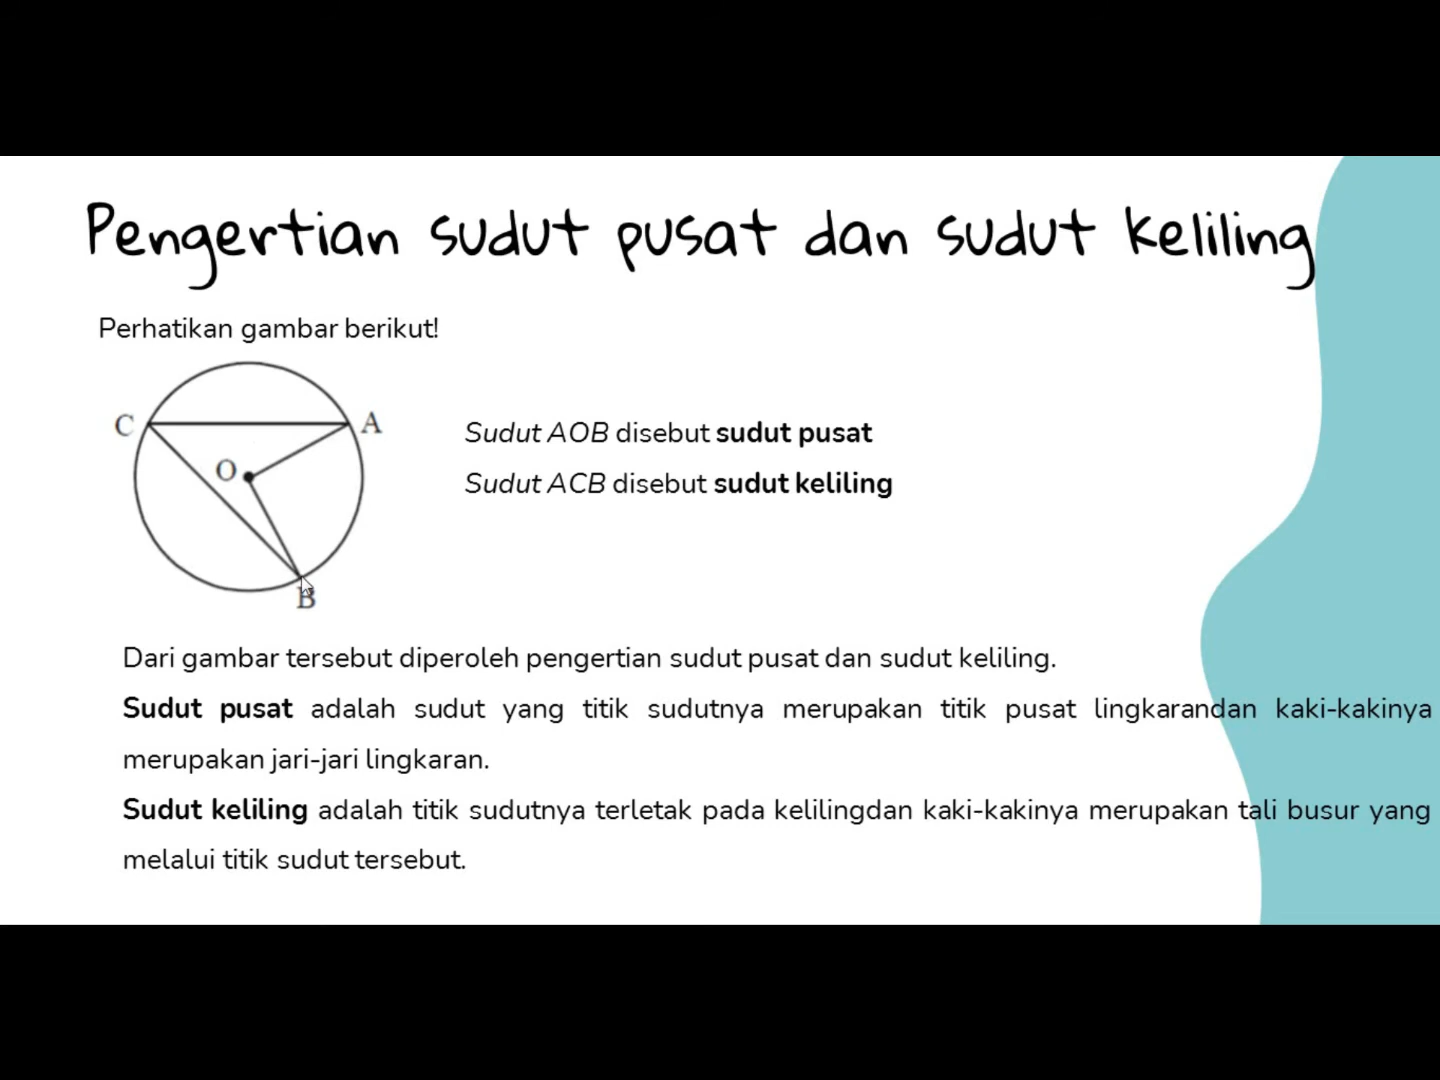 Pengertian sudut pusat dan sudut keliling
Perhatikan gambar berikut!
C
A
O
B
Sudut AOB disebut sudut pusat
Sudut ACB disebut sudut keliling
Dari gambar tersebut diperoleh pengertian sudut pusat dan sudut keliling.
Sudut pusat adalah sudut yang titik sudutnya merupakan titik pusat lingkarandan kaki-kakinya
merupakan jari-jari lingkaran.
Sudut keliling adalah titik sudutnya terletak pada kelilingdan kaki-kakinya merupakan tali busur yang
melalui titik sudut tersebut.